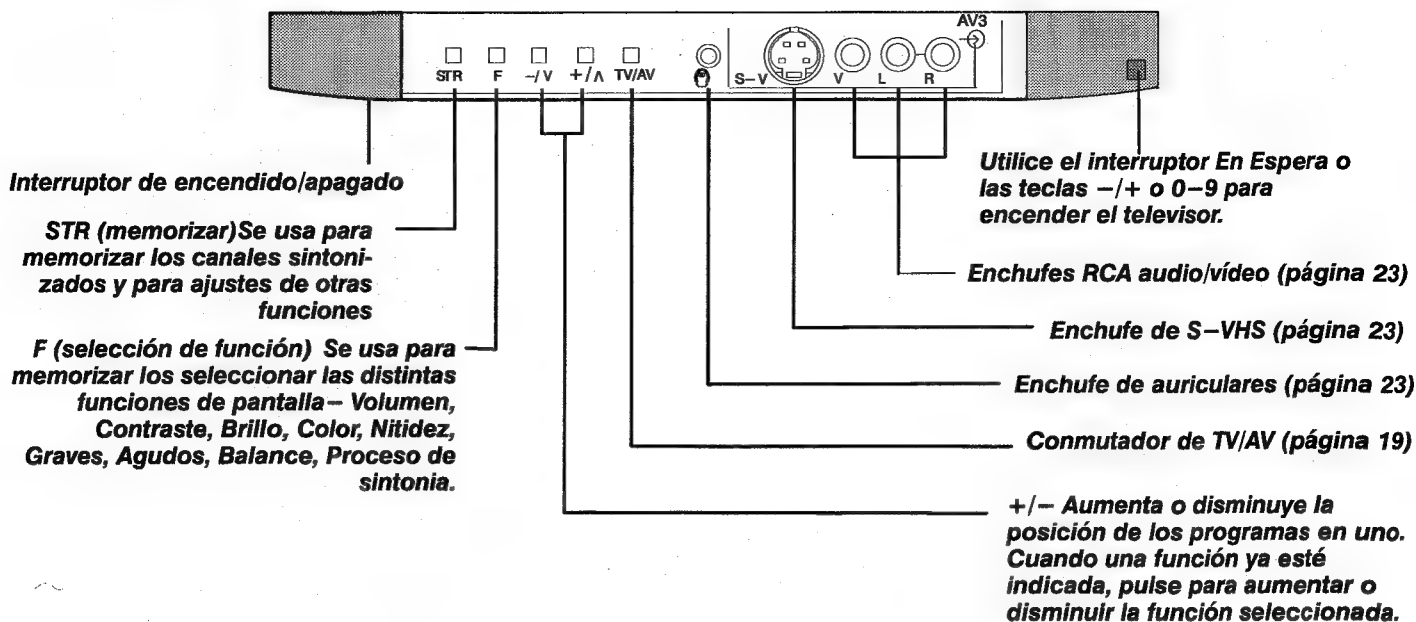 AV3
STR F –/V +/Λ TV/AV S–V V L R
Interruptor de encendido/apagado
STR (memorizar)Se usa para
memorizar los canales sintoni-
zados y para ajustes de otras
funciones
F (selección de función) Se usa para
memorizar los seleccionar las distintas
funciones de pantalla– Volumen,
Contraste, Brillo, Color, Nitidez,
Graves, Agudos, Balance, Proceso de
sintonia.
Utilice el interruptor En Espera o
las teclas –/+ o 0–9 para
encender el televisor.
Enchufes RCA audio/vídeo (página 23)
Enchufe de S–VHS (página 23)
Enchufe de auriculares (página 23)
Conmutador de TV/AV (página 19)
+/– Aumenta o disminuye la
posición de los programas en uno.
Cuando una función ya esté
indicada, pulse para aumentar o
disminuir la función seleccionada.